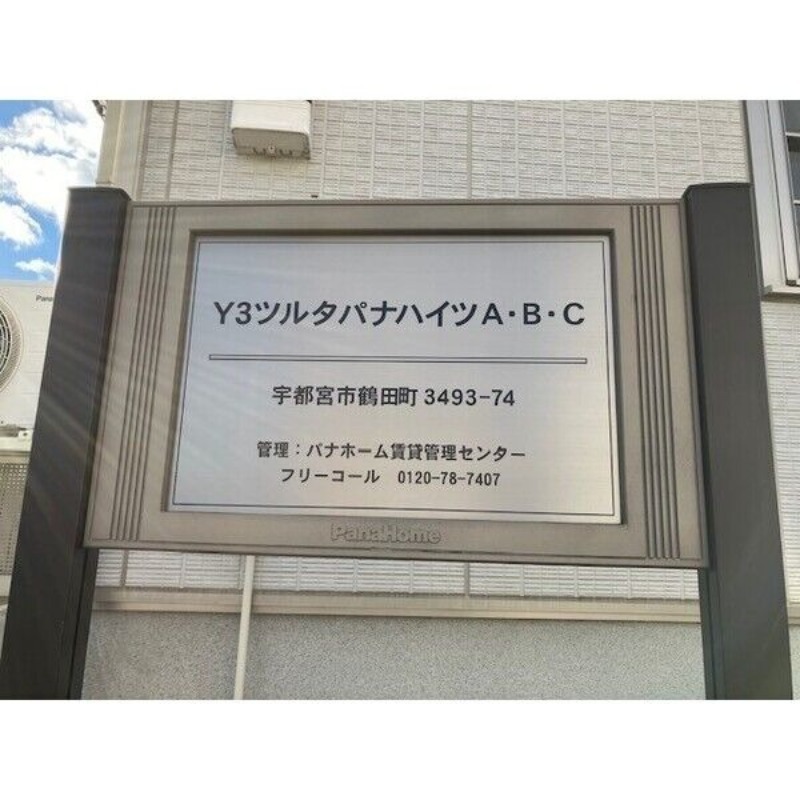 Y3ツルタパナハイツA・B・C
宇都宮市鶴田町 3493-74
管理：パナホーム賃貸管理センター
フリーコール 0120-78-7407
PanaHome